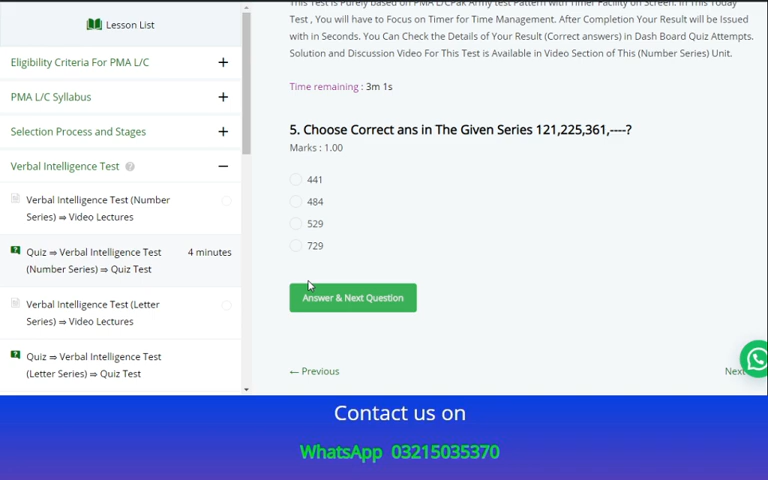 Lesson List
Eligibility Criteria For PMA L/C
PMA L/C Syllabus
Selection Process and Stages
Verbal Intelligence Test
Verbal Intelligence Test (Number
Series) ⇒ Video Lectures
Quiz ⇒ Verbal Intelligence Test
(Number Series) ⇒ Quiz Test
4 minutes
Verbal Intelligence Test (Letter
Series) ⇒ Video Lectures
Quiz ⇒ Verbal Intelligence Test
(Letter Series) ⇒ Quiz Test
This Test is Purely based on PMA L/CPak Army test Pattern with Timer Facility on Screen. In This Today
Test , You will have to Focus on Timer for Time Management. After Completion Your Result will be Issued
with in Seconds. You Can Check the Details of Your Result (Correct answers) in Dash Board Quiz Attempts.
Solution and Discussion Video For This Test is Available in Video Section of This (Number Series) Unit.
Time remaining : 3m 1s
5. Choose Correct ans in The Given Series 121,225,361,----?
Marks : 1.00
441
484
529
729
Answer & Next Question
← Previous
Next
Contact us on
WhatsApp 03215035370